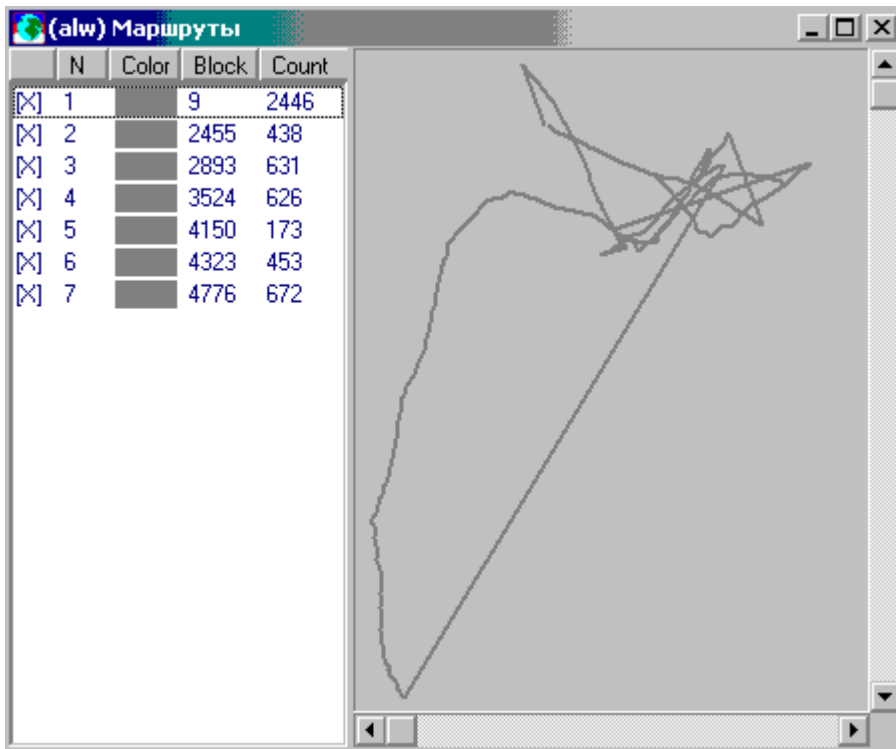 (alw) Маршруты
N Color Block Count
[X] 1 9 2446
[X] 2 2455 438
[X] 3 2893 631
[X] 4 3524 626
[X] 5 4150 173
[X] 6 4323 453
[X] 7 4776 672